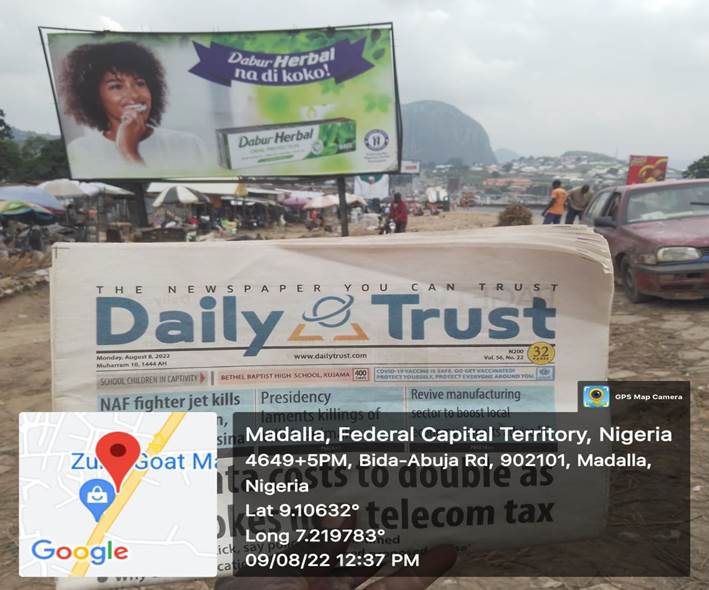 Dabur Herbal
na di koko!
Dabur Herbal
THE NEWSPAPER YOU CAN TRUST
Daily Trust
Monday, August 8, 2022
Muharram 10, 1444 AH
www.dailytrust.com
N200
Vol. 56, No. 22
32
PAGES
SCHOOL CHILDREN IN CAPTIVITY
BETHEL BAPTIST HIGH SCHOOL, KUJAMA
400
DAYS
COVID-19 VACCINE IS SAFE. GO GET VACCINATED!
PROTECT YOURSELF, PROTECT EVERYONE AROUND YOU
NAF fighter jet kills
Presidency
laments killings of
Revive manufacturing
sector to boost local
costs to double as
telecom tax
GPS Map Camera
Goat
Google
Madalla, Federal Capital Territory, Nigeria
4649+5PM, Bida-Abuja Rd, 902101, Madalla,
Nigeria
Lat 9.10632°
Long 7.219783°
09/08/22 12:37 PM